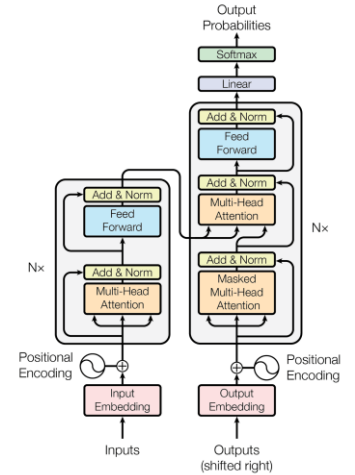 Output
Probabilities
Softmax
Linear
Add & Norm
Feed
Forward
Add & Norm
Multi-Head
Attention
Add & Norm
Masked
Multi-Head
Attention
N×
Positional
Encoding
Output
Embedding
Outputs
(shifted right)
Add & Norm
Feed
Forward
Add & Norm
Multi-Head
Attention
N×
Positional
Encoding
Input
Embedding
Inputs